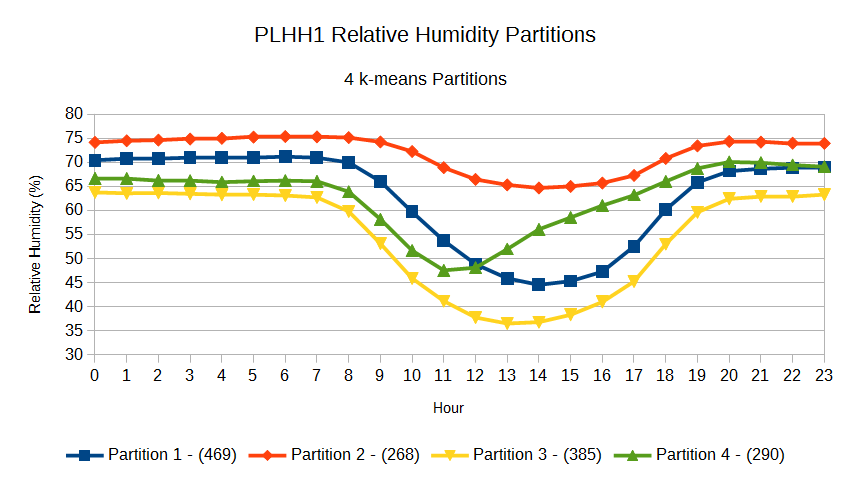 PLHH1 Relative Humidity Partitions
4 k-means Partitions
Relative Humidity (%)
80
75
70
65
60
55
50
45
40
35
30
0 1 2 3 4 5 6 7 8 9 10 11 12 13 14 15 16 17 18 19 20 21 22 23
Hour
Partition 1 - (469) Partition 2 - (268) Partition 3 - (385) Partition 4 - (290)